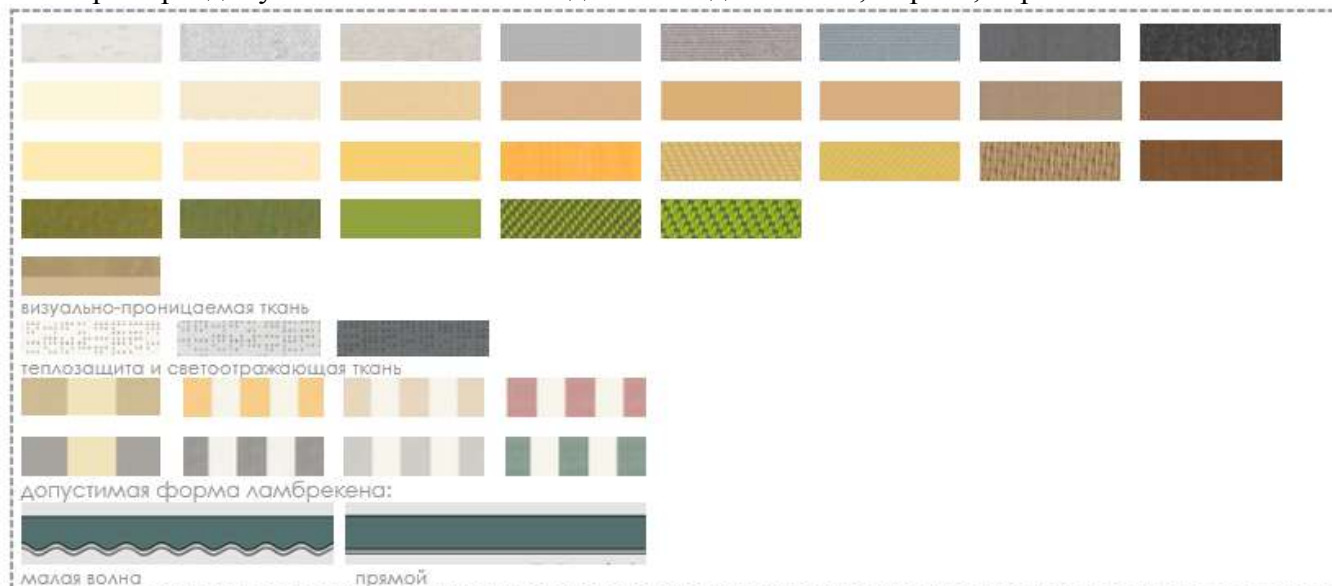 визуально-проницаемая ткань
теплозащита и светоотражающая ткань
допустимая форма ламбрекена:
малая волна прямой